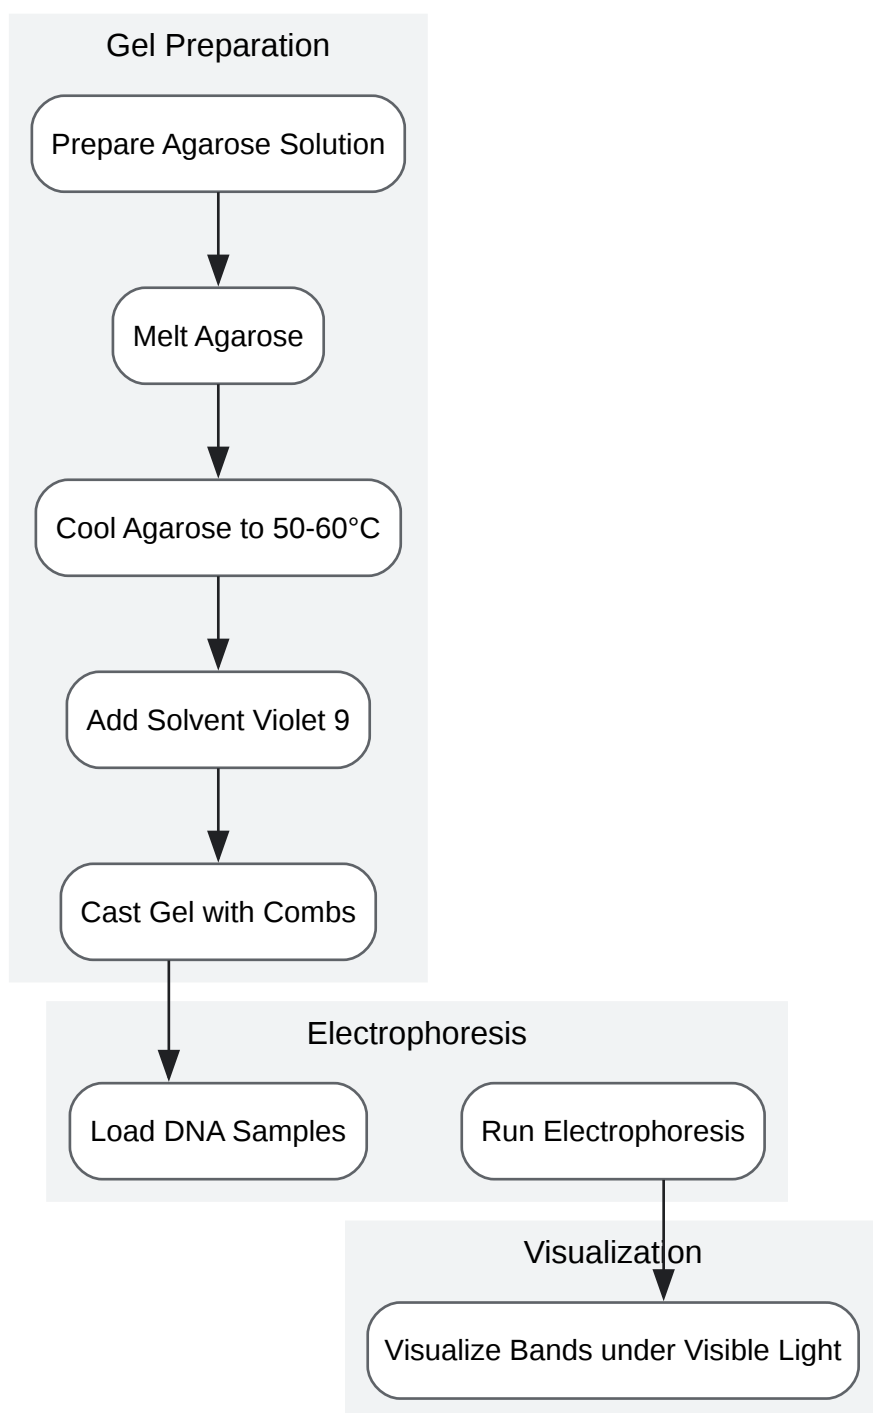 Gel Preparation
Prepare Agarose Solution
Melt Agarose
Cool Agarose to 50-60°C
Add Solvent Violet 9
Cast Gel with Combs
Electrophoresis
Load DNA Samples
Run Electrophoresis
Visualization
Visualize Bands under Visible Light